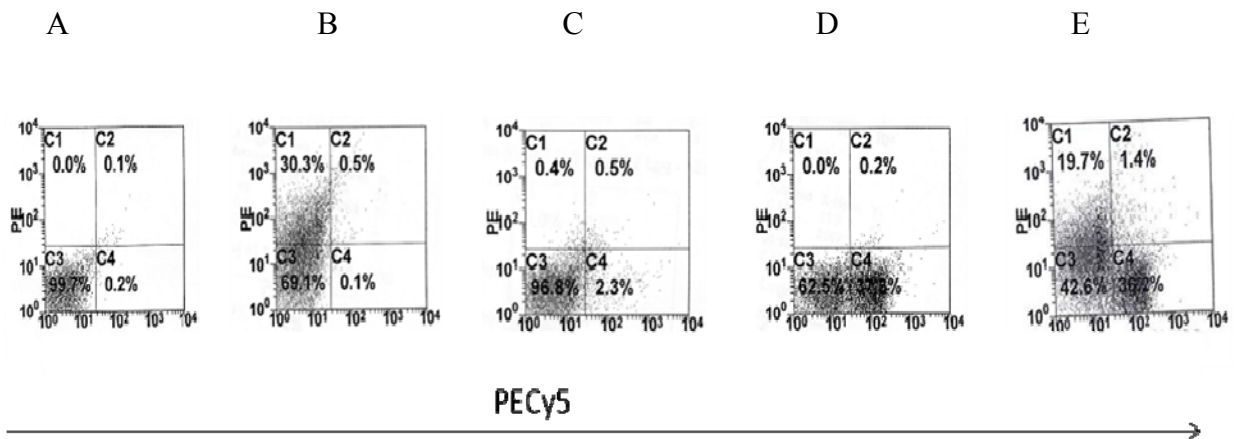 A B C D E
10⁴ C1 C2
0.0% 0.1%
10³
10²
PE
10¹ C3 C4
99.7% 0.2%
10⁰
10⁰ 10¹ 10² 10³ 10⁴
10⁴ C1 C2
30.3% 0.5%
10³
10²
PE
10¹ C3 C4
69.1% 0.1%
10⁰
10⁰ 10¹ 10² 10³ 10⁴
10⁴ C1 C2
0.4% 0.5%
10³
10²
PE
10¹ C3 C4
96.8% 2.3%
10⁰
10⁰ 10¹ 10² 10³ 10⁴
10⁴ C1 C2
0.0% 0.2%
10³
10²
PE
10¹ C3 C4
62.5%
10⁰
10⁰ 10¹ 10² 10³ 10⁴
C1 C2
19.7% 1.4%
10³
10²
PE
10¹ C3 C4
42.6%
10⁰
10⁰ 10¹ 10² 10³ 10⁴
PECy5